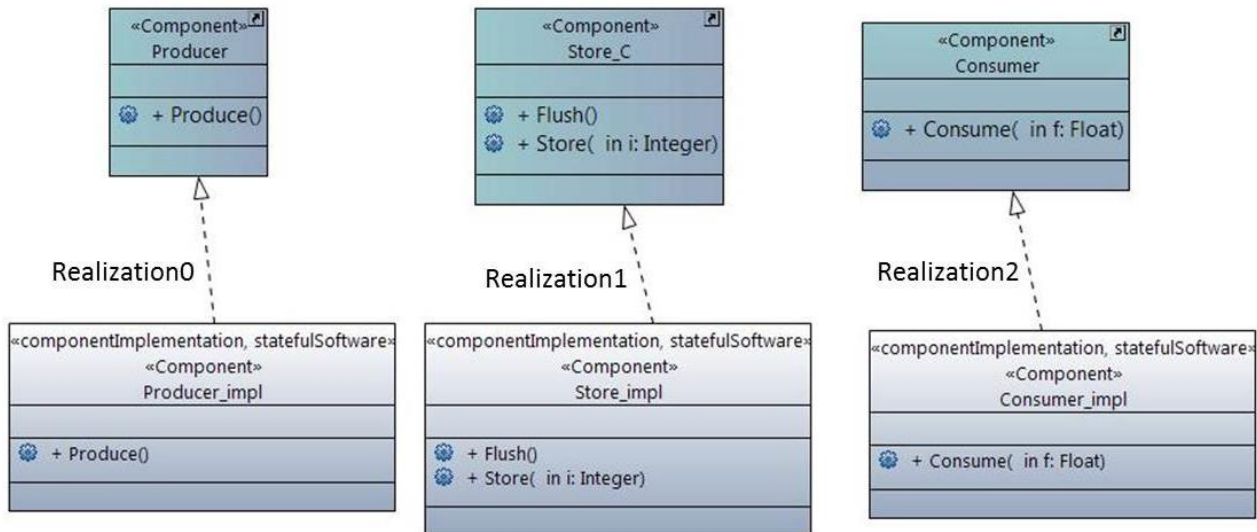 «Component»
Producer
+ Produce()
«Component»
Store_C
+ Flush()
+ Store(  in i: Integer)
«Component»
Consumer
+ Consume(  in f: Float)
Realization0
Realization1
Realization2
«componentImplementation, statefulSoftware»
«Component»
Producer_impl
+ Produce()
«componentImplementation, statefulSoftware»
«Component»
Store_impl
+ Flush()
+ Store(  in i: Integer)
«componentImplementation, statefulSoftware»
«Component»
Consumer_impl
+ Consume(  in f: Float)